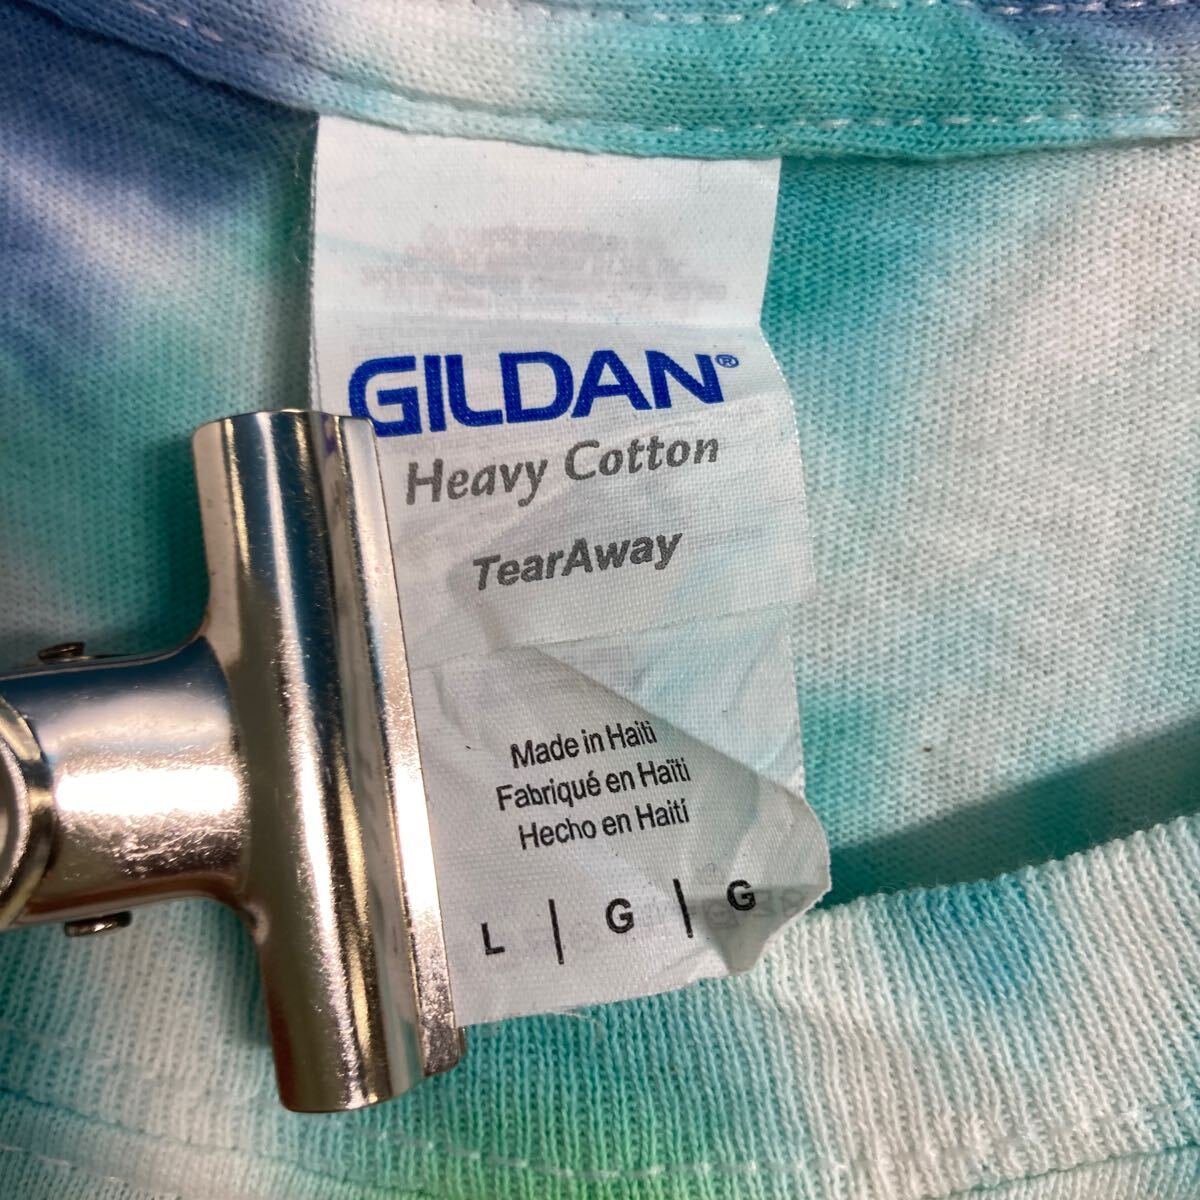 GILDAN®
Heavy Cotton
TearAway
Made in Haiti
Fabriqué en Haïti
Hecho en Haití
L | G | G